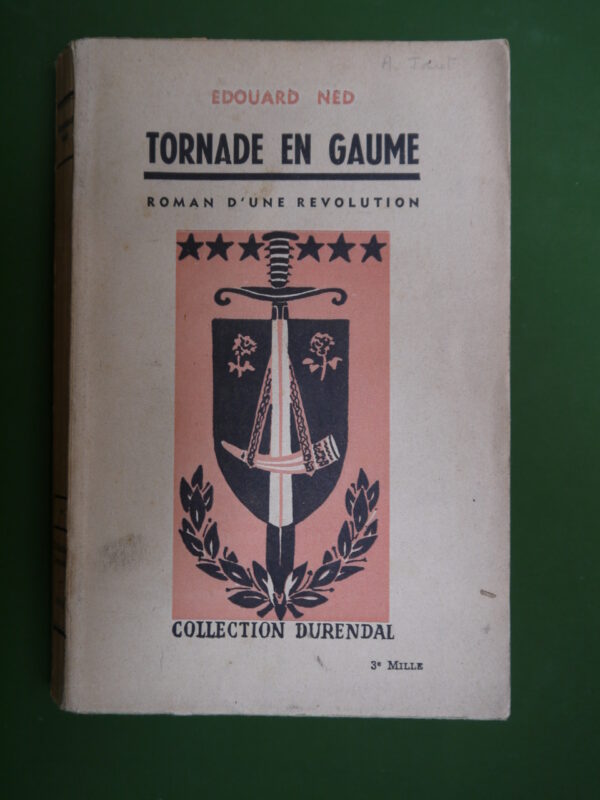 EDOUARD NED
TORNADE EN GAUME
ROMAN D'UNE REVOLUTION
COLLECTION DURENDAL
3e MILLE